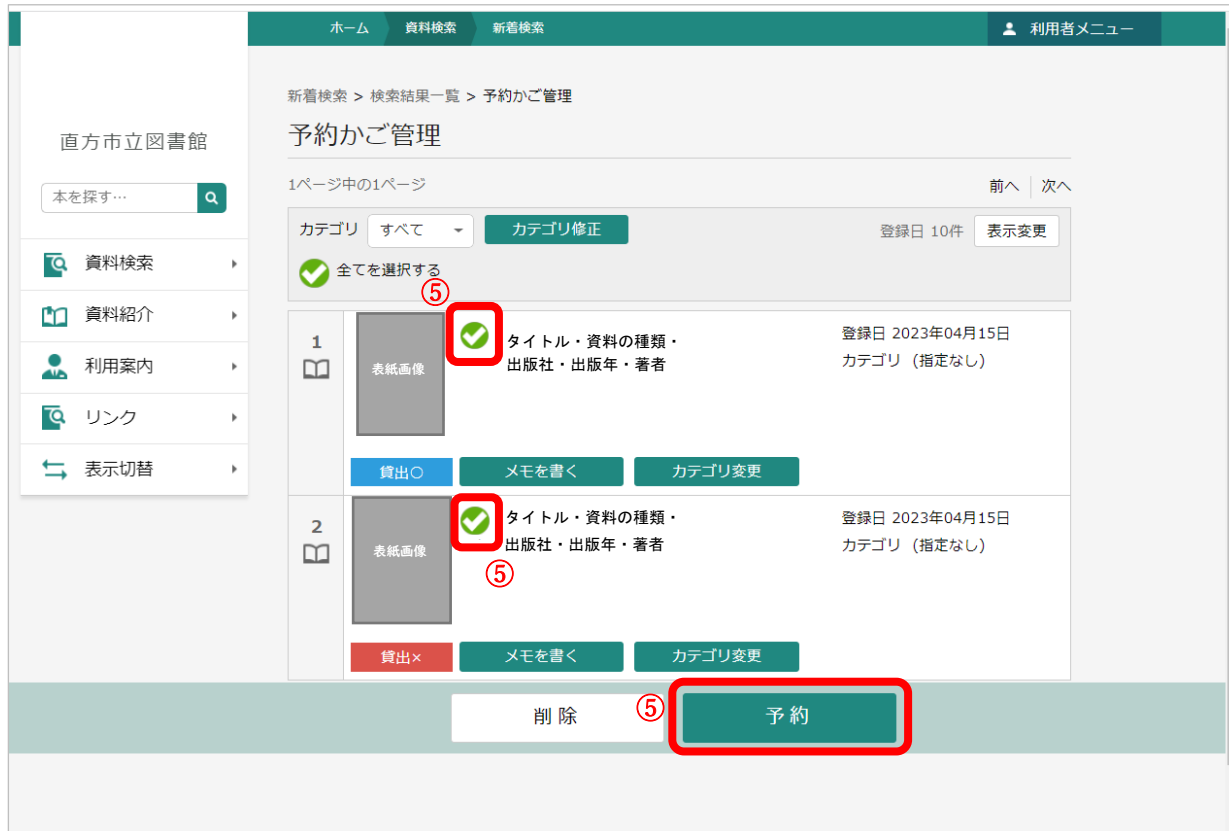 ホーム 資料検索 新着検索 利用者メニュー
直方市立図書館
本を探す…
資料検索
資料紹介
利用案内
リンク
表示切替
新着検索 > 検索結果一覧 > 予約かご管理
予約かご管理
1ページ中の1ページ 前へ 次へ
カテゴリ すべて カテゴリ修正 登録日 10件 表示変更
全てを選択する
⑤
1 表紙画像 タイトル・資料の種類・ 登録日 2023年04月15日
出版社・出版年・著者 カテゴリ (指定なし)
貸出○ メモを書く カテゴリ変更
2 表紙画像 タイトル・資料の種類・ 登録日 2023年04月15日
出版社・出版年・著者 カテゴリ (指定なし)
⑤
貸出× メモを書く カテゴリ変更
削除 ⑤ 予約